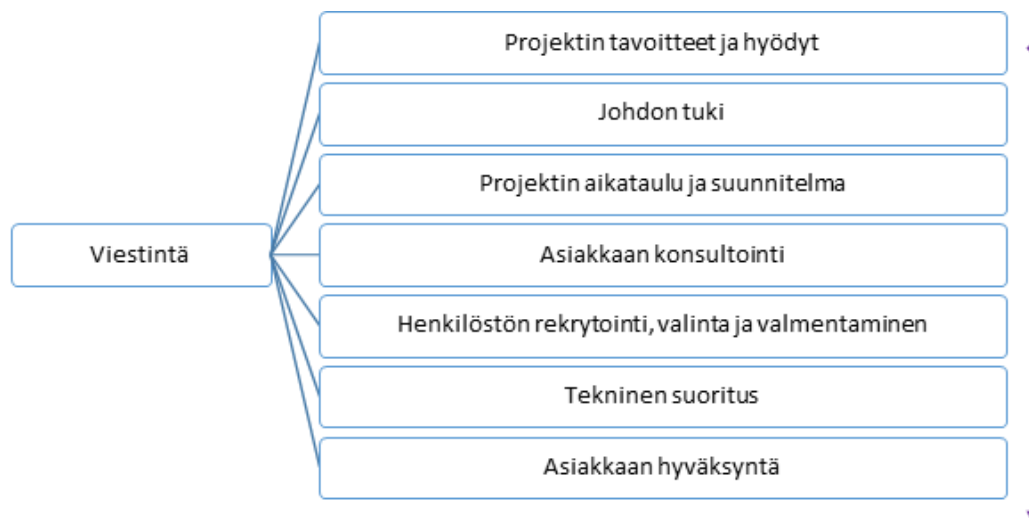 Projektin tavoitteet ja hyödyt
Johdon tuki
Projektin aikataulu ja suunnitelma
Viestintä
Asiakkaan konsultointi
Henkilöstön rekrytointi, valinta ja valmentaminen
Tekninen suoritus
Asiakkaan hyväksyntä